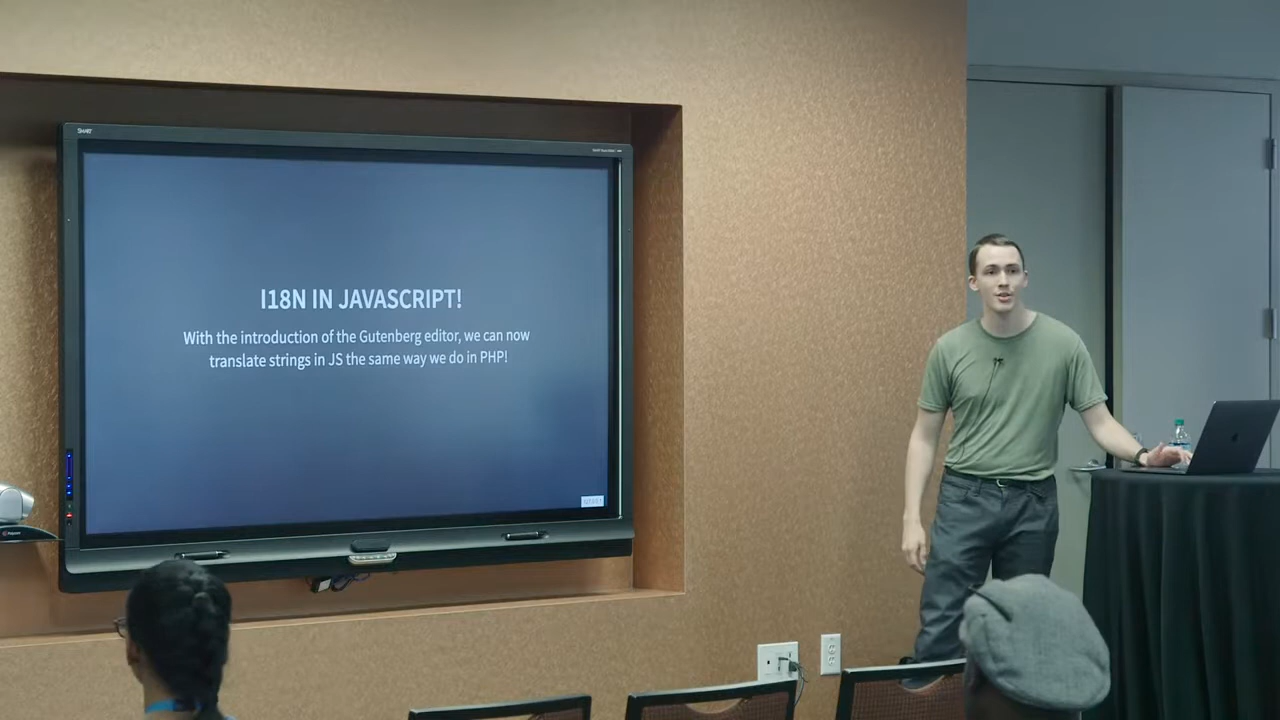 SMART
I18N IN JAVASCRIPT!
With the introduction of the Gutenberg editor, we can now
translate strings in JS the same way we do in PHP!